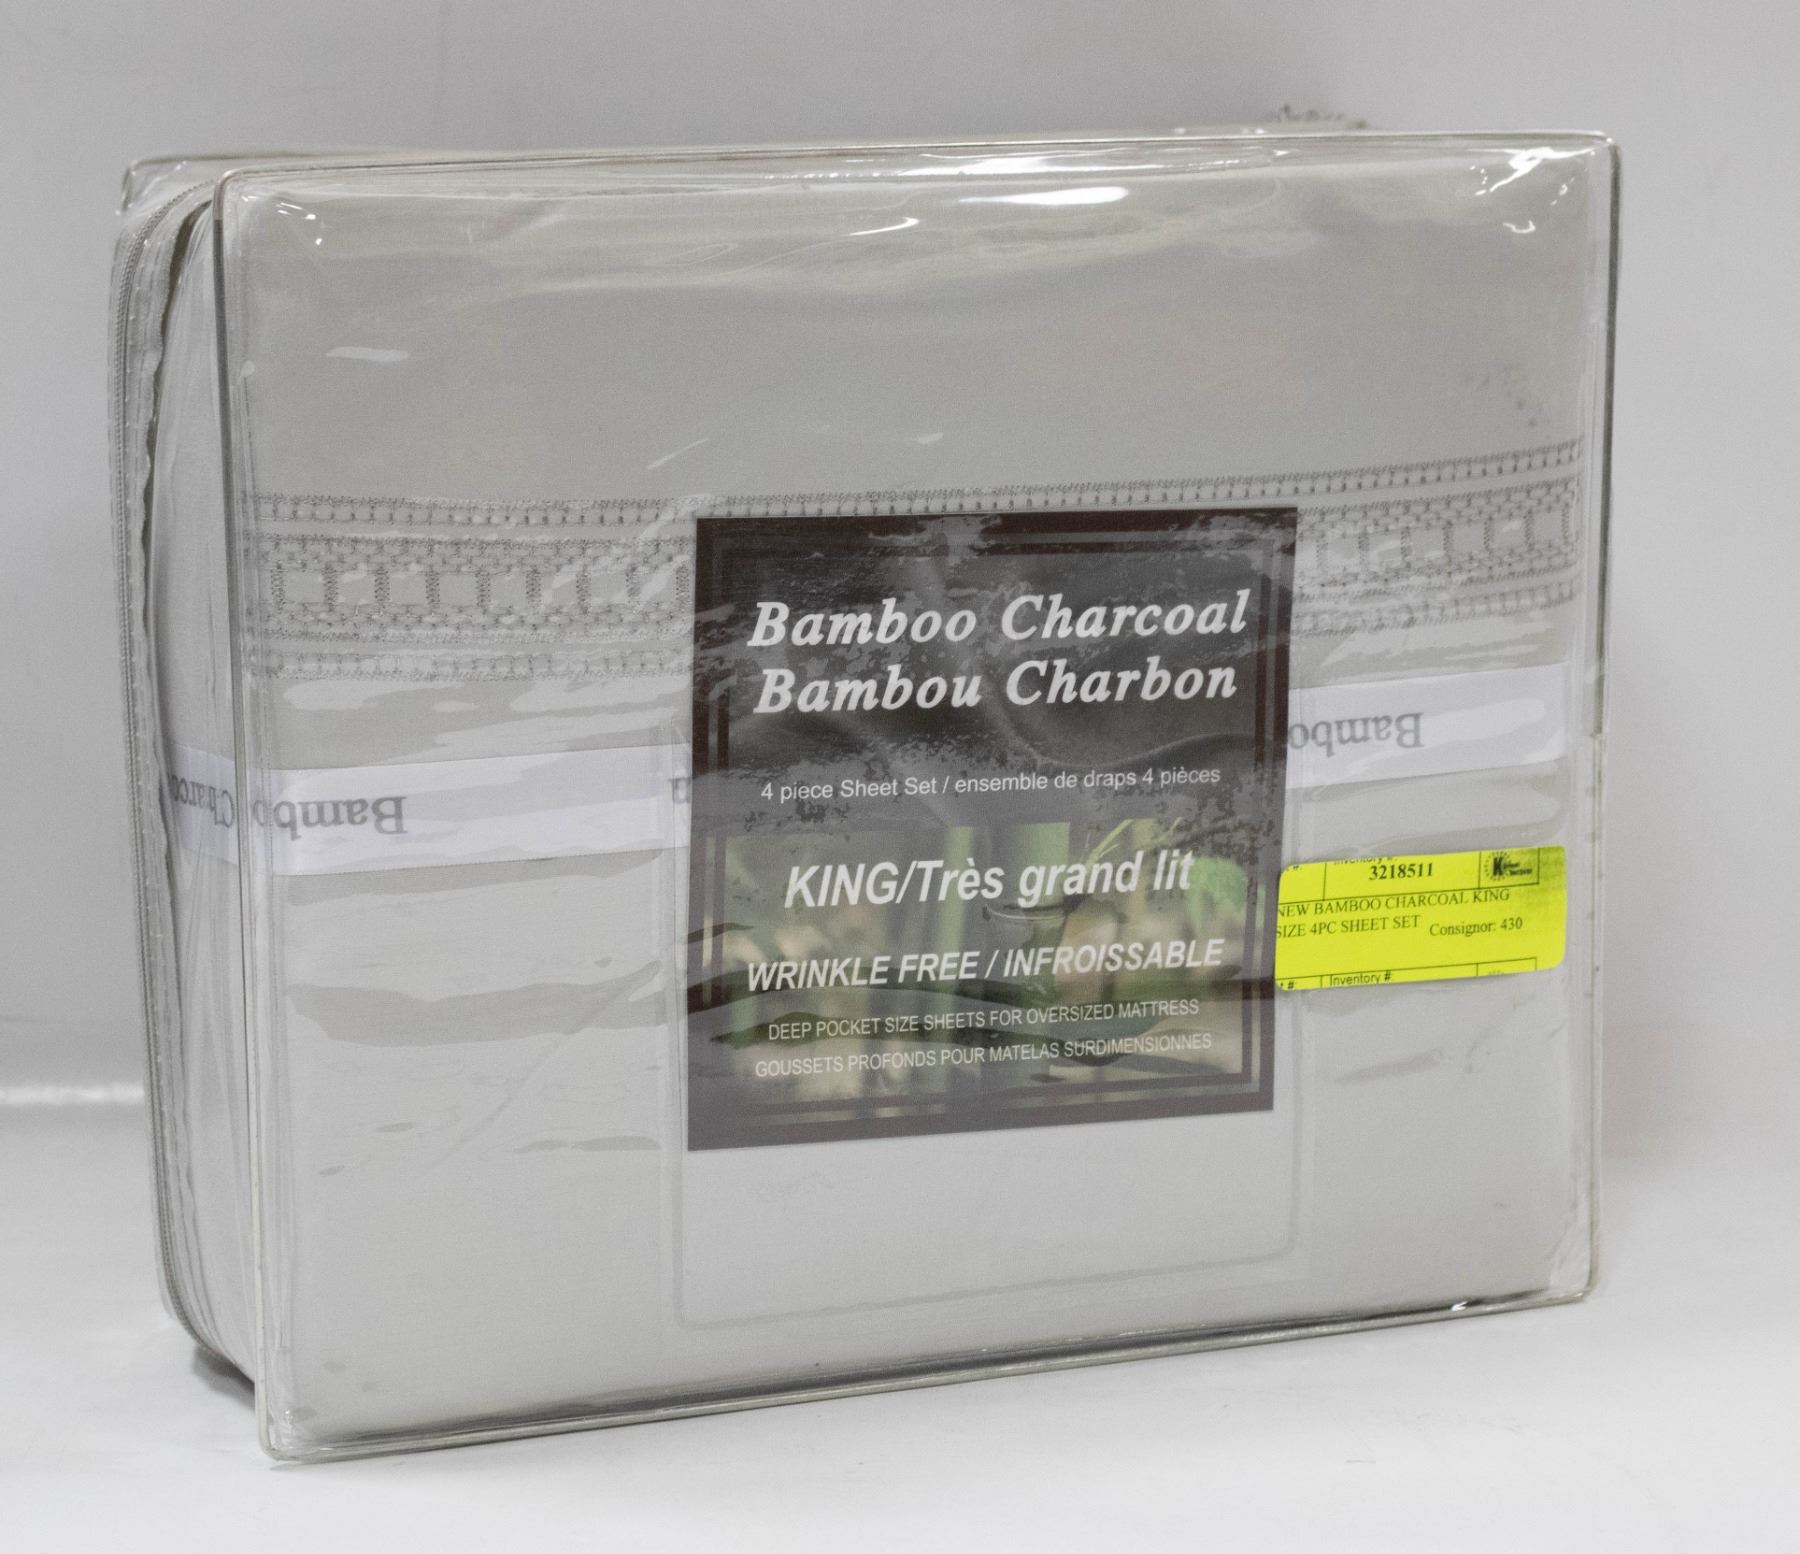 Bamboo Charcoal
Bambou Charbon
4 piece Sheet Set / ensemble de draps 4 pièces
KING/Très grand lit
WRINKLE FREE / INFROISSABLE
DEEP POCKET SIZE SHEETS FOR OVERSIZED MATTRESS
GOUSSETS PROFONDS POUR MATELAS SURDIMENSIONNES
Bamboo Charco
Bamboo
Inventory #:
3218511
NEW BAMBOO CHARCOAL KING
SIZE 4PC SHEET SET
Consignor: 430
t #:
Inventory #: